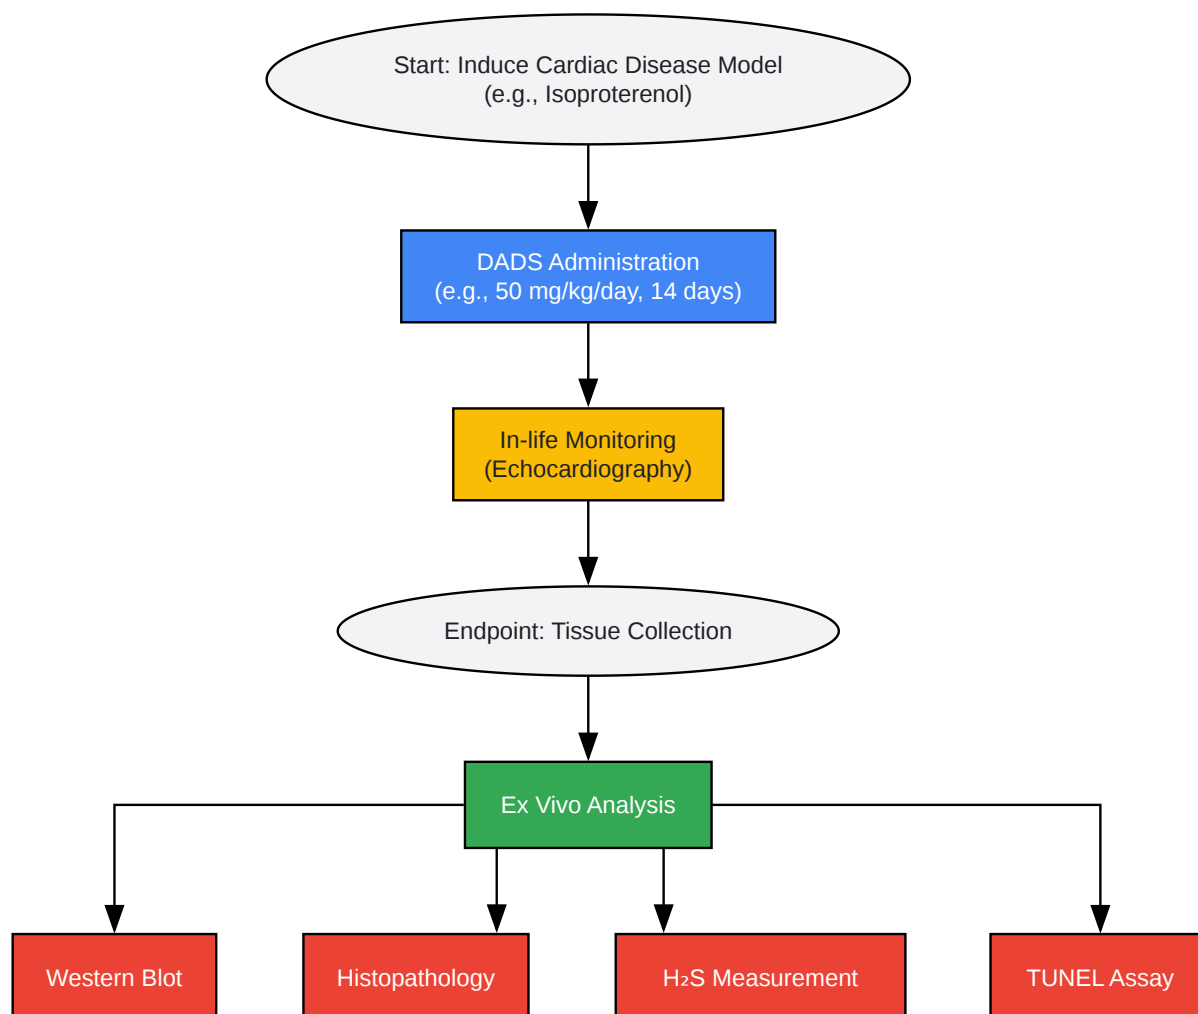 Start: Induce Cardiac Disease Model
(e.g., Isoproterenol)
DADS Administration
(e.g., 50 mg/kg/day, 14 days)
In-life Monitoring
(Echocardiography)
Endpoint: Tissue Collection
Ex Vivo Analysis
Western Blot
Histopathology
H₂S Measurement
TUNEL Assay